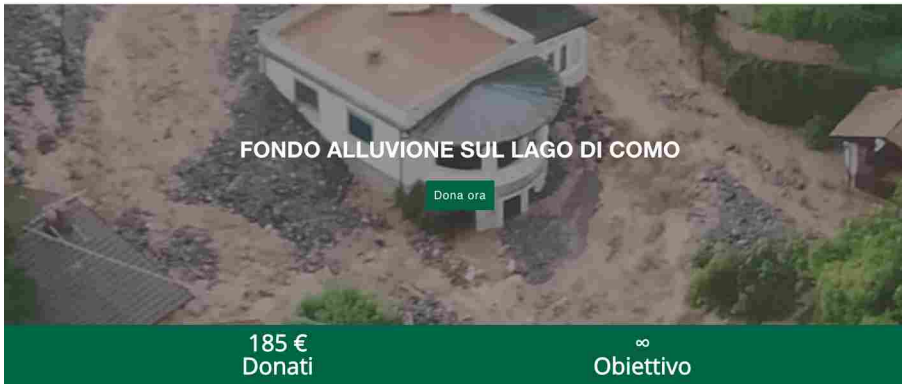 FONDO ALLUVIONE SUL LAGO DI COMO
Dona ora
185 €
Donati
∞
Obiettivo